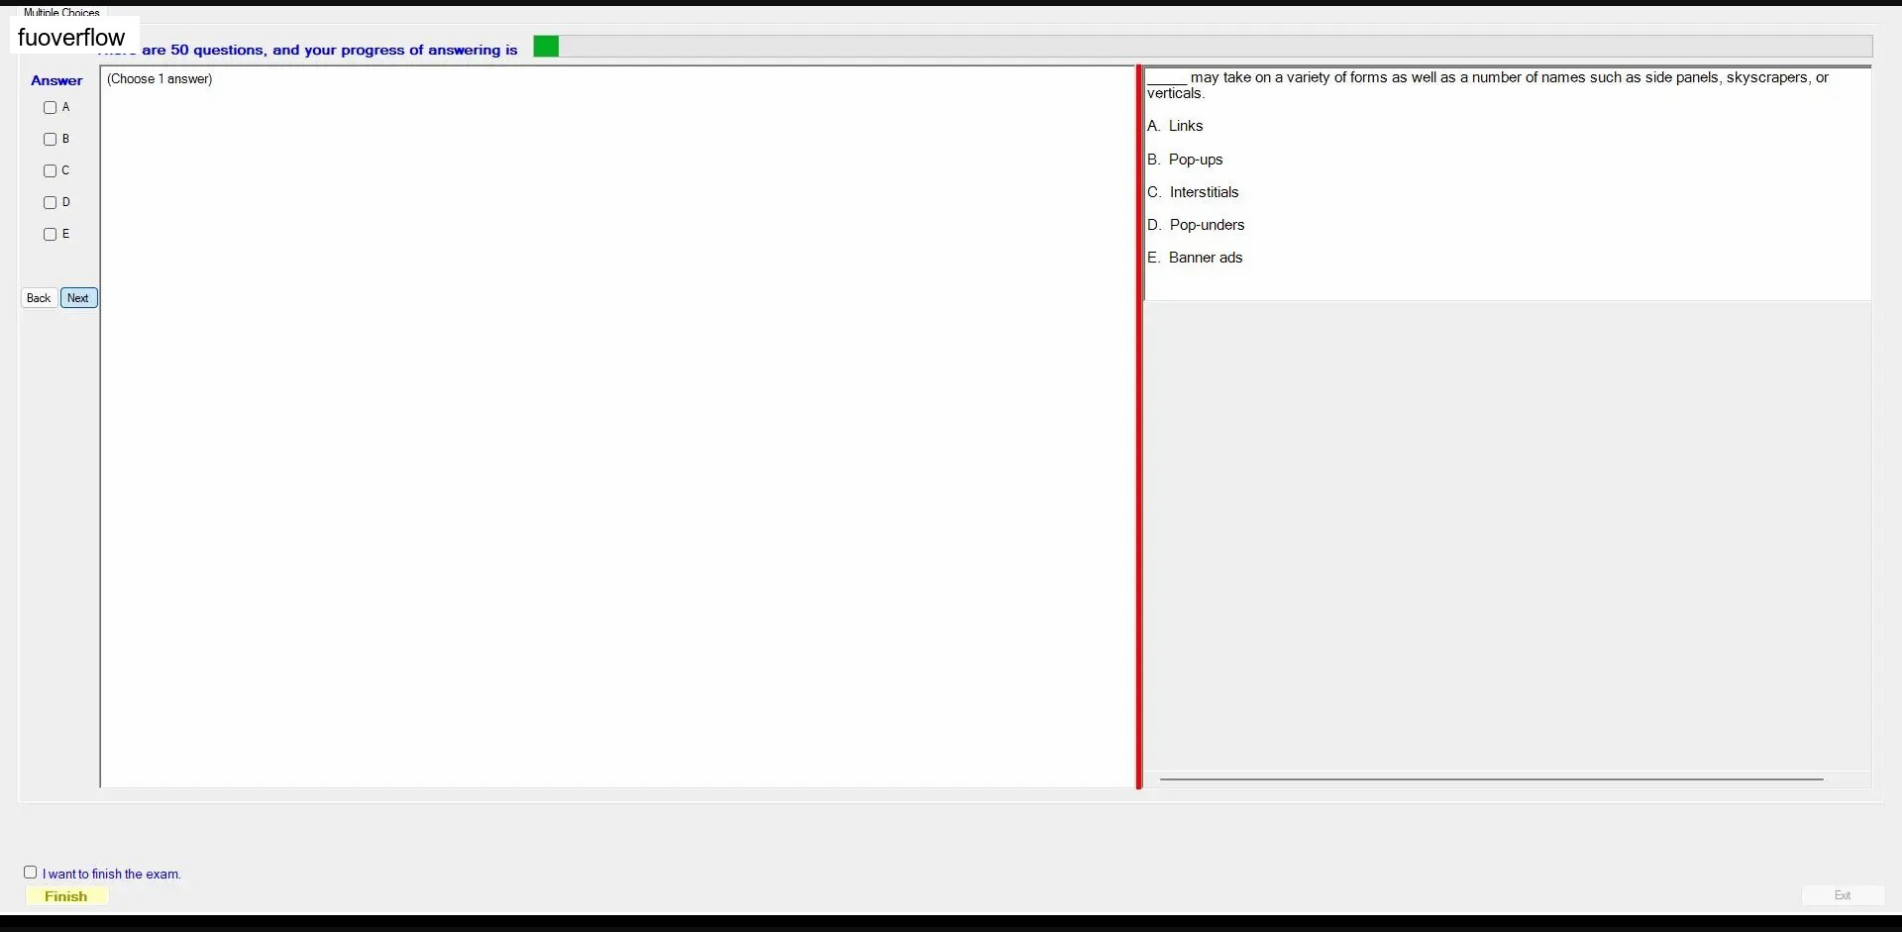 Multiple Choices
fuoverflow
are 50 questions, and your progress of answering is
Answer
(Choose 1 answer)
A
B
C
D
E
Back Next
_____ may take on a variety of forms as well as a number of names such as side panels, skyscrapers, or
verticals.
A. Links
B. Pop-ups
C. Interstitials
D. Pop-unders
E. Banner ads
I want to finish the exam.
Finish
Exit